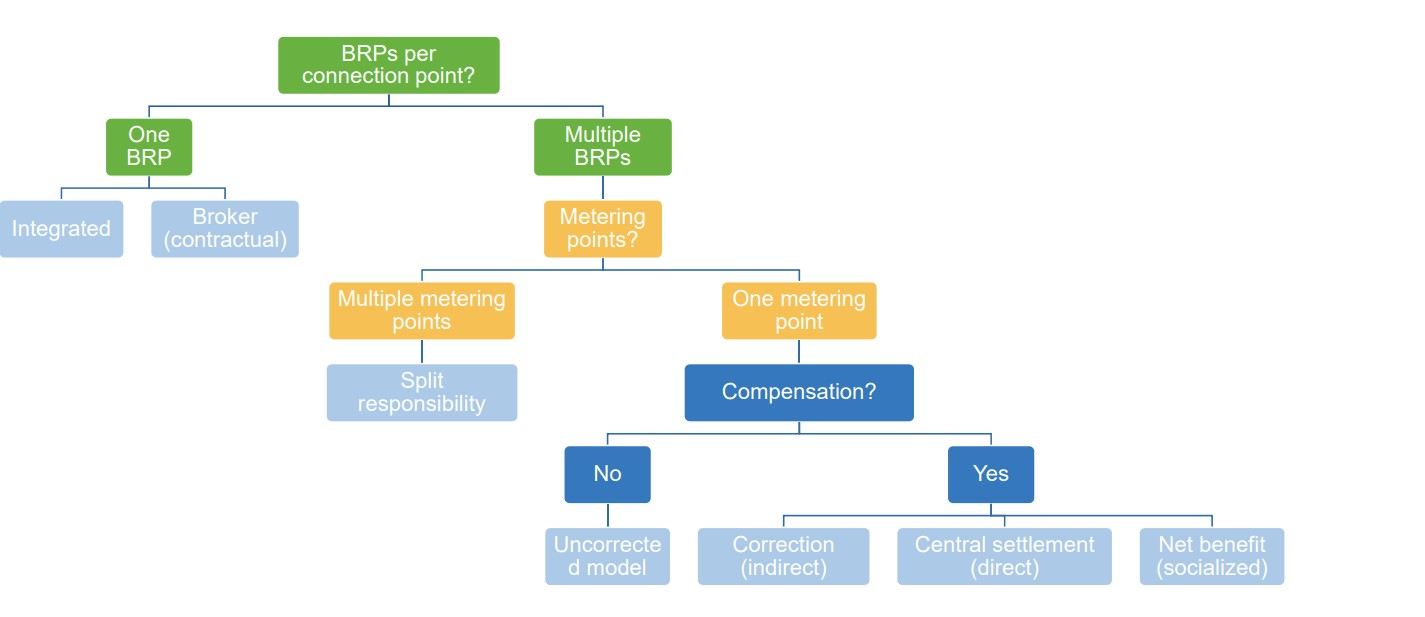 BRPs per
connection point?
One
BRP
Multiple
BRPs
Integrated
Broker
(contractual)
Metering
points?
Multiple metering
points
One metering
point
Split
responsibility
Compensation?
No
Yes
Uncorrecte
d model
Correction
(indirect)
Central settlement
(direct)
Net benefit
(socialized)